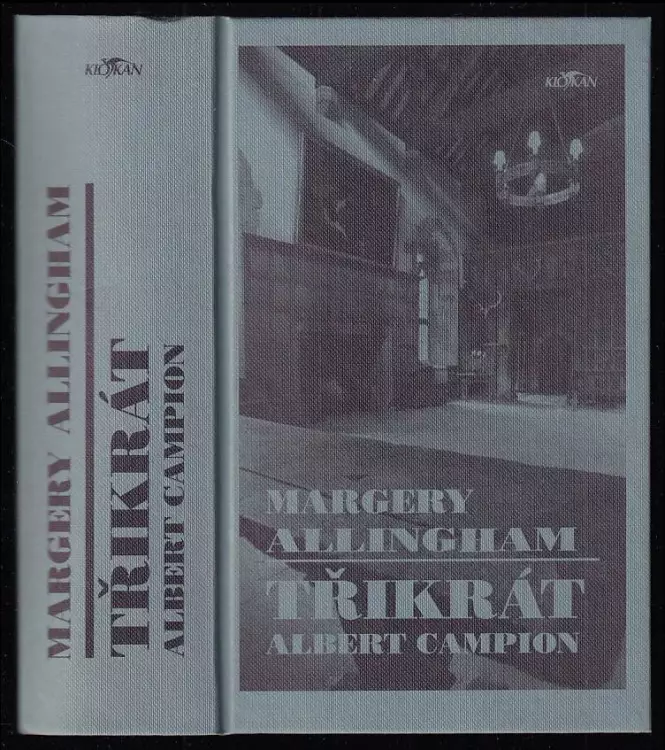 KLOKAN
MARGERY ALLINGHAM
TŘIKRÁT
ALBERT CAMPION
KLOKAN
MARGERY
ALLINGHAM
TŘIKRÁT
ALBERT CAMPION